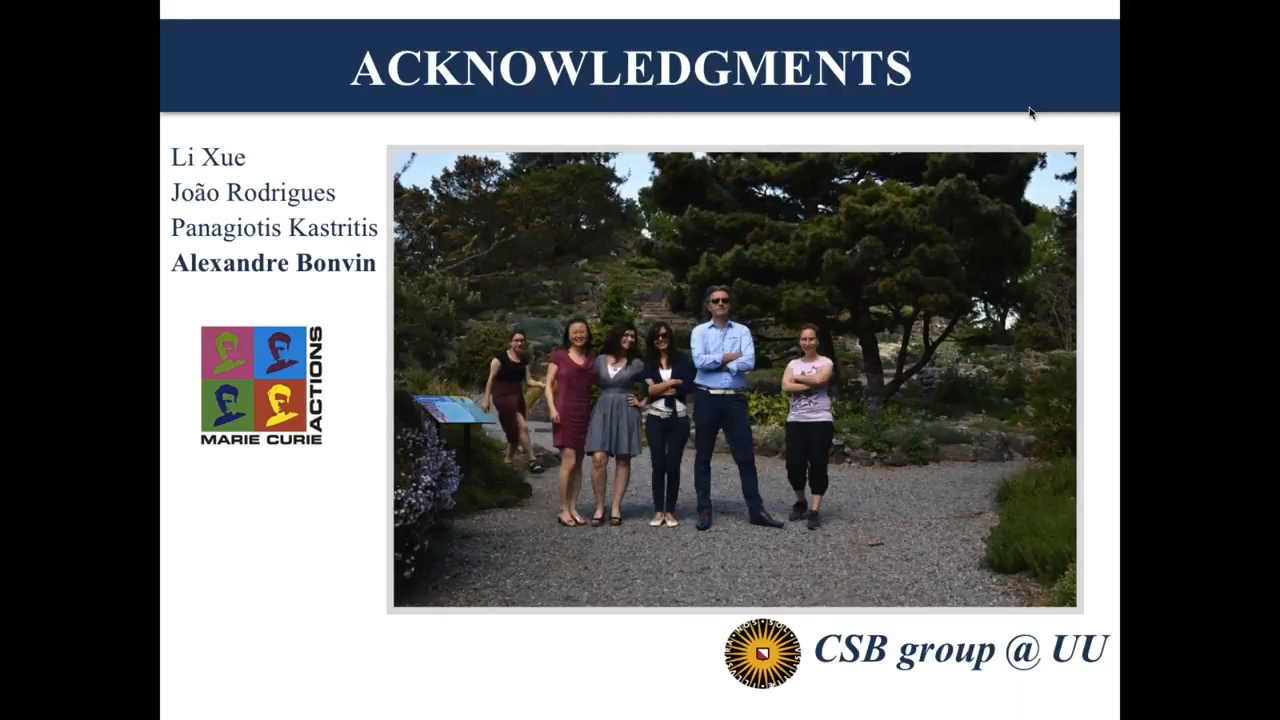 ACKNOWLEDGMENTS
Li Xue
João Rodrigues
Panagiotis Kastritis
Alexandre Bonvin
MARIE CURIE
ACTIONS
CSB group @ UU